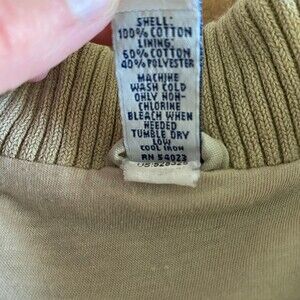 SHELL:
100% COTTON
LINING:
60% COTTON
40% POLYESTER
MACHINE
WASH COLD
ONLY NON-
CHLORINE
BLEACH WHEN
NEEDED
TUMBLE DRY
LOW
COOL IRON
RN 54023